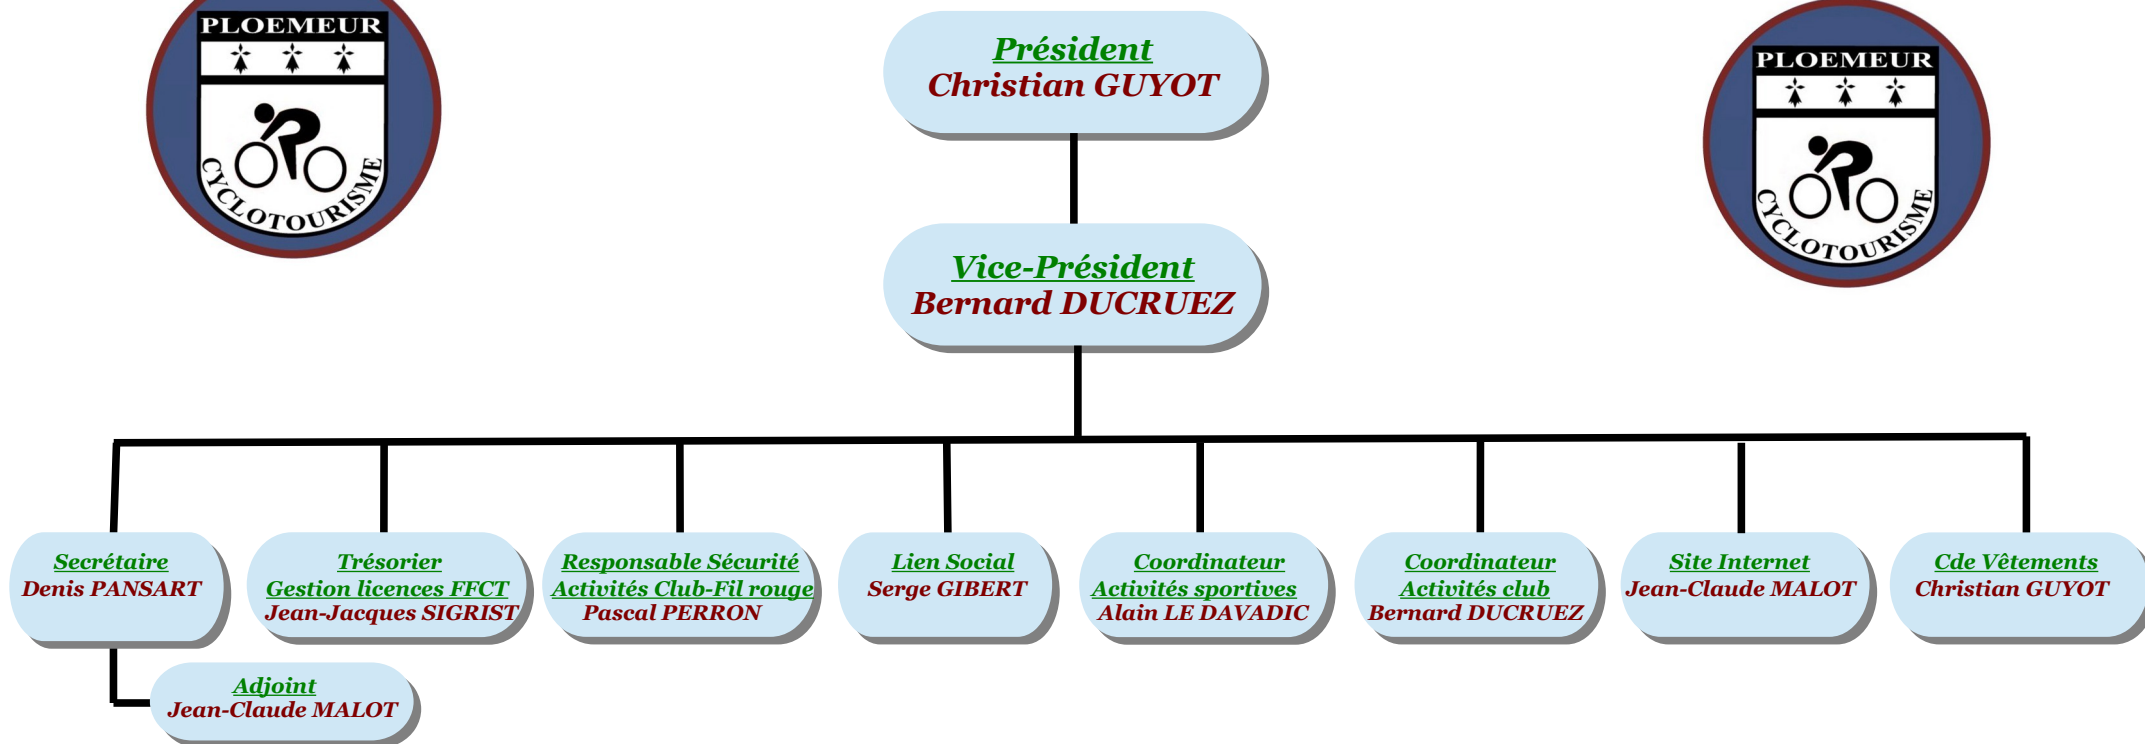 PLOEMEUR
CYCLOTOURISME
Président
Christian GUYOT
PLOEMEUR
CYCLOTOURISME
Vice-Président
Bernard DUCRUEZ
Secrétaire
Denis PANSART
Trésorier
Gestion licences FFCT
Jean-Jacques SIGRIST
Responsable Sécurité
Activités Club-Fil rouge
Pascal PERRON
Lien Social
Serge GIBERT
Coordinateur
Activités sportives
Alain LE DAVADIC
Coordinateur
Activités club
Bernard DUCRUEZ
Site Internet
Jean-Claude MALOT
Cde Vêtements
Christian GUYOT
Adjoint
Jean-Claude MALOT